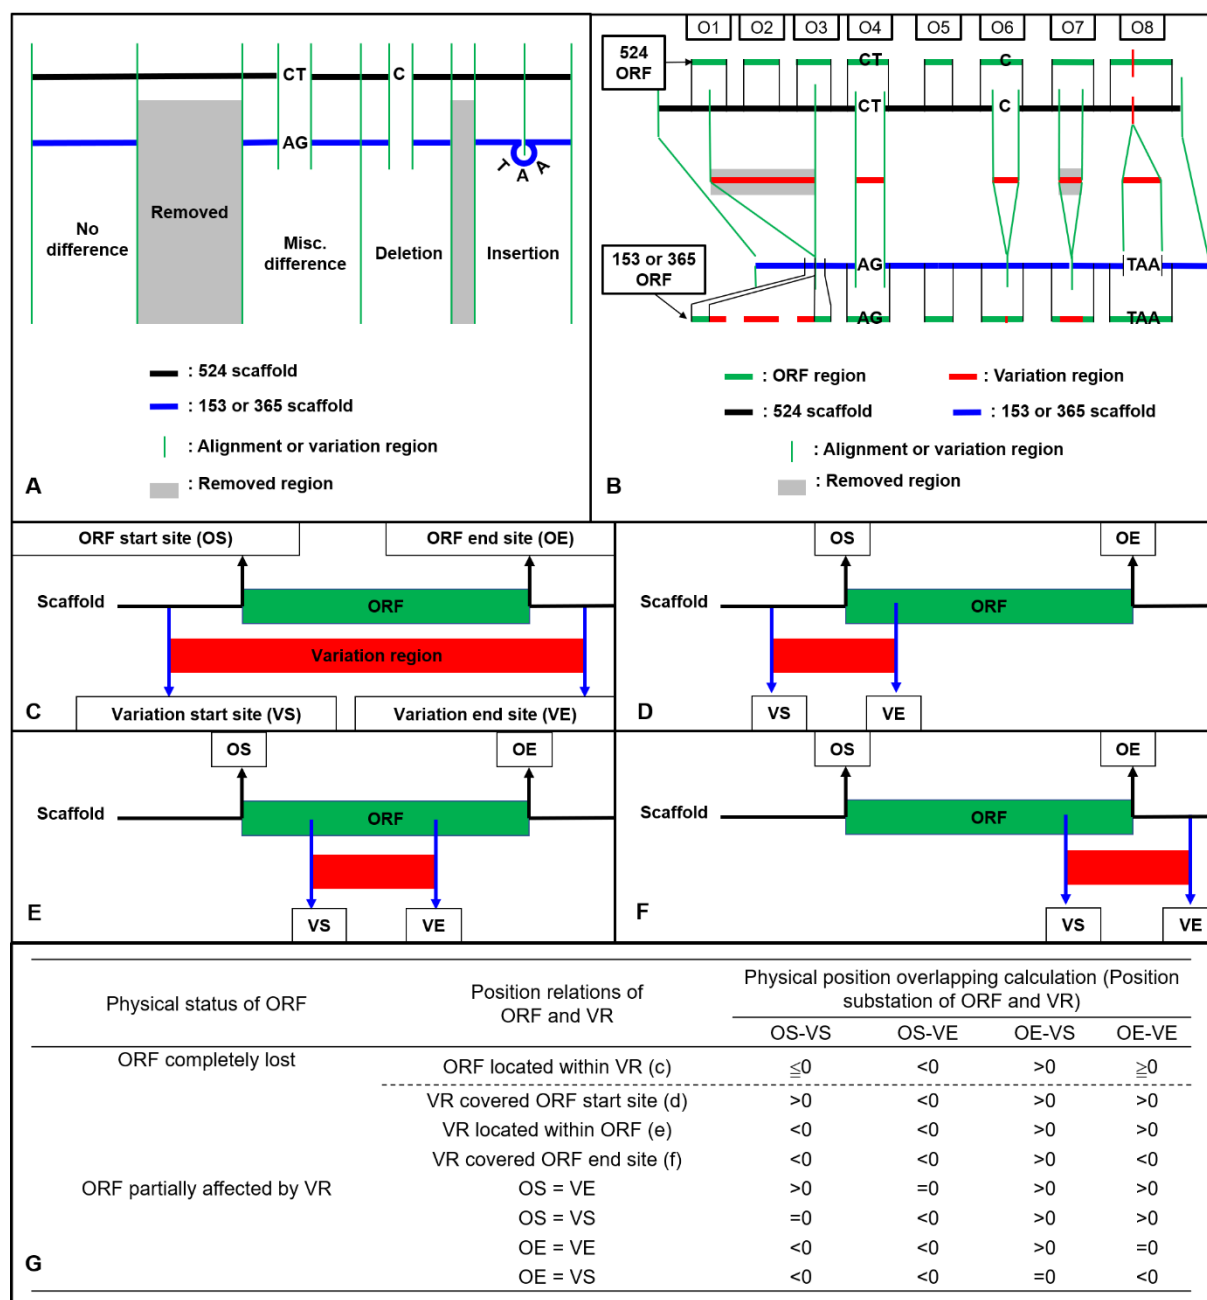 CT
C
AG
T
A
A
No
difference
Removed
Misc.
difference
Deletion
Insertion
: 524 scaffold
: 153 or 365 scaffold
: Alignment or variation region
: Removed region
A
O1 O2 O3 O4 O5 O6 O7 O8
524
ORF
CT C
CT C
153 or 365
ORF
AG TAA
AG TAA
: ORF region : Variation region
: 524 scaffold : 153 or 365 scaffold
: Alignment or variation region
: Removed region
B
ORF start site (OS) ORF end site (OE)
Scaffold
ORF
Variation region
C
Variation start site (VS) Variation end site (VE)
OS OE
Scaffold
ORF
D
VS VE
OS OE
Scaffold
ORF
E
VS VE
OS OE
Scaffold
ORF
F
VS VE
Physical status of ORF
Position relations of
ORF and VR
Physical position overlapping calculation (Position
substation of ORF and VR)
OS-VS OS-VE OE-VS OE-VE
ORF completely lost
ORF located within VR (c) ≦0 <0 >0 ≧0
VR covered ORF start site (d) >0 <0 >0 >0
VR located within ORF (e) <0 <0 >0 >0
VR covered ORF end site (f) <0 <0 >0 <0
ORF partially affected by VR OS = VE >0 =0 >0 >0
OS = VS =0 <0 >0 >0
OE = VE <0 <0 >0 =0
OE = VS <0 <0 =0 <0
G